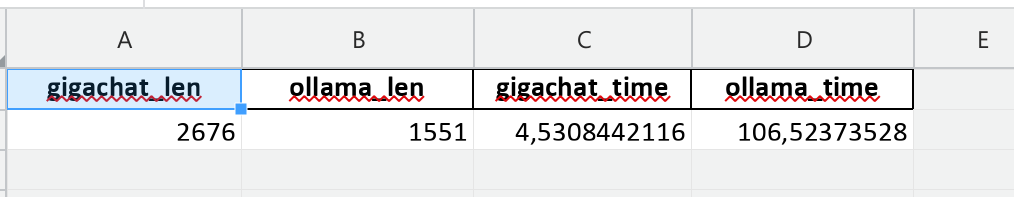 A B C D E
gigachat_len ollama_len gigachat_time ollama_time
2676 1551 4,5308442116 106,52373528